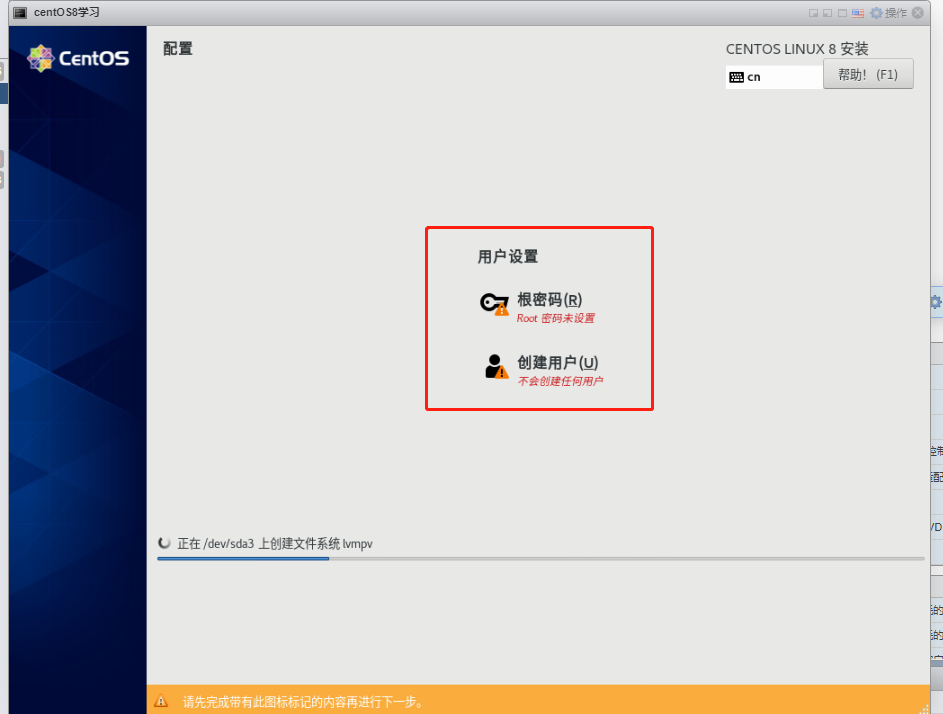 centOS8学习
操作
CentOS
配置
CENTOS LINUX 8 安装
cn
帮助！ (F1)
用户设置
根密码(R)
Root 密码未设置
创建用户(U)
不会创建任何用户
正在 /dev/sda3 上创建文件系统 lvmpv
请先完成带有此图标标记的内容再进行下一步。